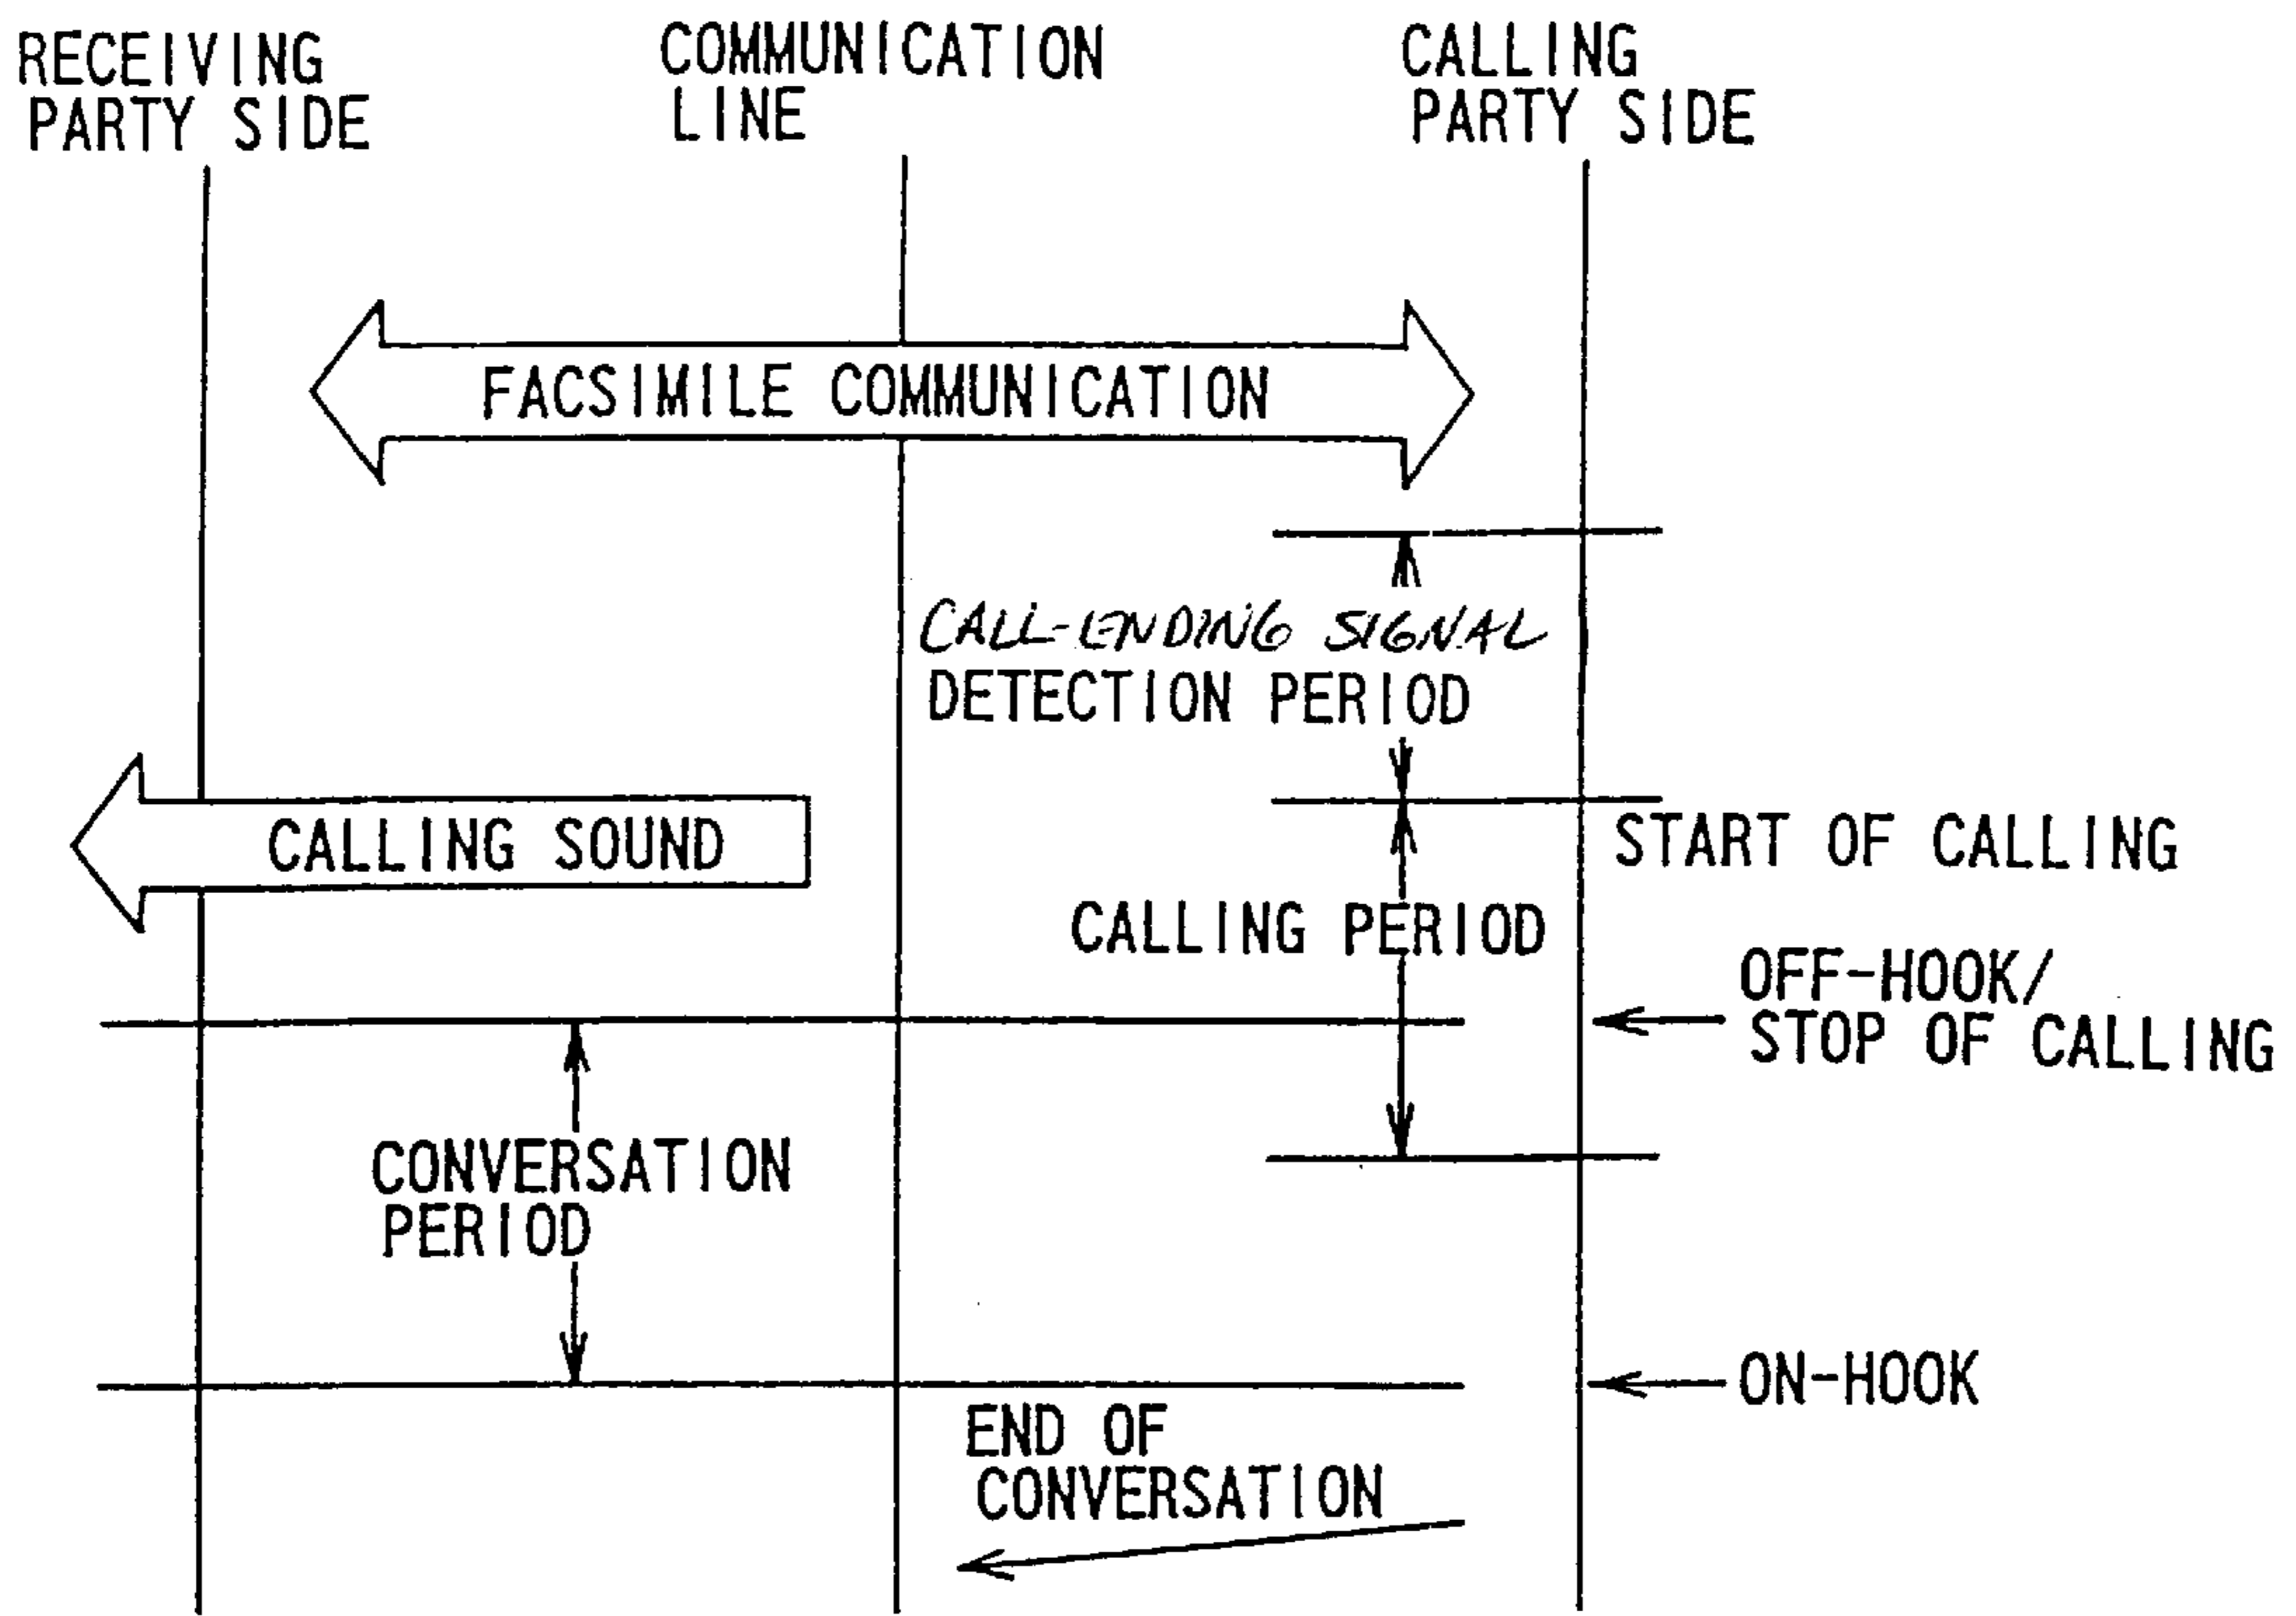 RECEIVING
PARTY SIDE
COMMUNICATION
LINE
CALLING
PARTY SIDE
FACSIMILE COMMUNICATION
CALL-ENDING SIGNAL
DETECTION PERIOD
CALLING SOUND
START OF CALLING
CALLING PERIOD
OFF-HOOK/
STOP OF CALLING
CONVERSATION
PERIOD
ON-HOOK
END OF
CONVERSATION